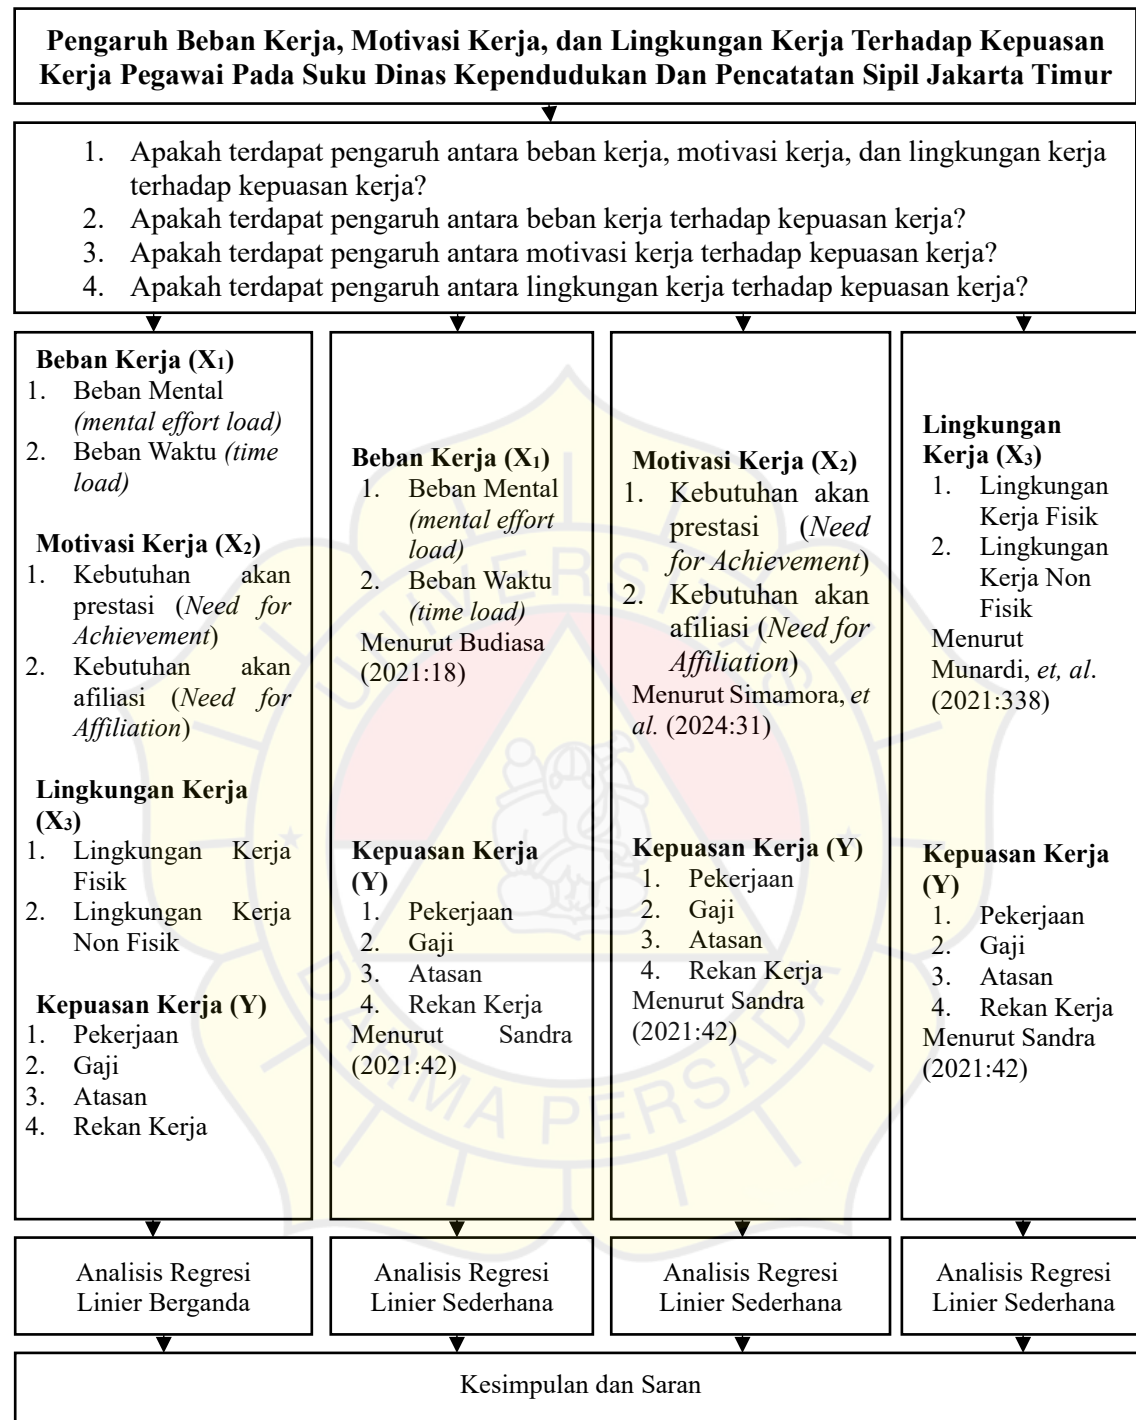 Pengaruh Beban Kerja, Motivasi Kerja, dan Lingkungan Kerja Terhadap Kepuasan
Kerja Pegawai Pada Suku Dinas Kependudukan Dan Pencatatan Sipil Jakarta Timur
1. Apakah terdapat pengaruh antara beban kerja, motivasi kerja, dan lingkungan kerja
terhadap kepuasan kerja?
2. Apakah terdapat pengaruh antara beban kerja terhadap kepuasan kerja?
3. Apakah terdapat pengaruh antara motivasi kerja terhadap kepuasan kerja?
4. Apakah terdapat pengaruh antara lingkungan kerja terhadap kepuasan kerja?
Beban Kerja (X₁)
1. Beban Mental
(mental effort load)
2. Beban Waktu (time
load)
Motivasi Kerja (X₂)
1. Kebutuhan akan
prestasi (Need for
Achievement)
2. Kebutuhan akan
afiliasi (Need for
Affiliation)
Lingkungan Kerja
(X₃)
1. Lingkungan Kerja
Fisik
2. Lingkungan Kerja
Non Fisik
Kepuasan Kerja (Y)
1. Pekerjaan
2. Gaji
3. Atasan
4. Rekan Kerja
Beban Kerja (X₁)
1. Beban Mental
(mental effort
load)
2. Beban Waktu
(time load)
Menurut Budiasa
(2021:18)
Kepuasan Kerja
(Y)
1. Pekerjaan
2. Gaji
3. Atasan
4. Rekan Kerja
Menurut Sandra
(2021:42)
Motivasi Kerja (X₂)
1. Kebutuhan akan
prestasi (Need
for Achievement)
2. Kebutuhan akan
afiliasi (Need for
Affiliation)
Menurut Simamora, et
al. (2024:31)
Kepuasan Kerja (Y)
1. Pekerjaan
2. Gaji
3. Atasan
4. Rekan Kerja
Menurut Sandra
(2021:42)
Lingkungan
Kerja (X₃)
1. Lingkungan
Kerja Fisik
2. Lingkungan
Kerja Non
Fisik
Menurut
Munardi, et, al.
(2021:338)
Kepuasan Kerja
(Y)
1. Pekerjaan
2. Gaji
3. Atasan
4. Rekan Kerja
Menurut Sandra
(2021:42)
Analisis Regresi
Linier Berganda
Analisis Regresi
Linier Sederhana
Analisis Regresi
Linier Sederhana
Analisis Regresi
Linier Sederhana
Kesimpulan dan Saran
UNIVERSITAS
DARMA PERSADA